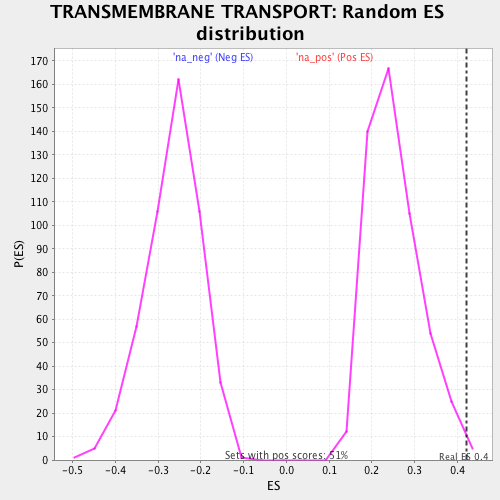 TRANSMEMBRANE TRANSPORT: Random ES
distribution
'na_neg' (Neg ES) 'na_pos' (Pos ES)
170
160
150
140
130
120
110
100
90
80
70
60
50
40
30
20
10
0
P(ES)
Sets with pos scores: 51%
Real ES 0.4
-0.5 -0.4 -0.3 -0.2 -0.1 0.0 0.1 0.2 0.3 0.4
ES